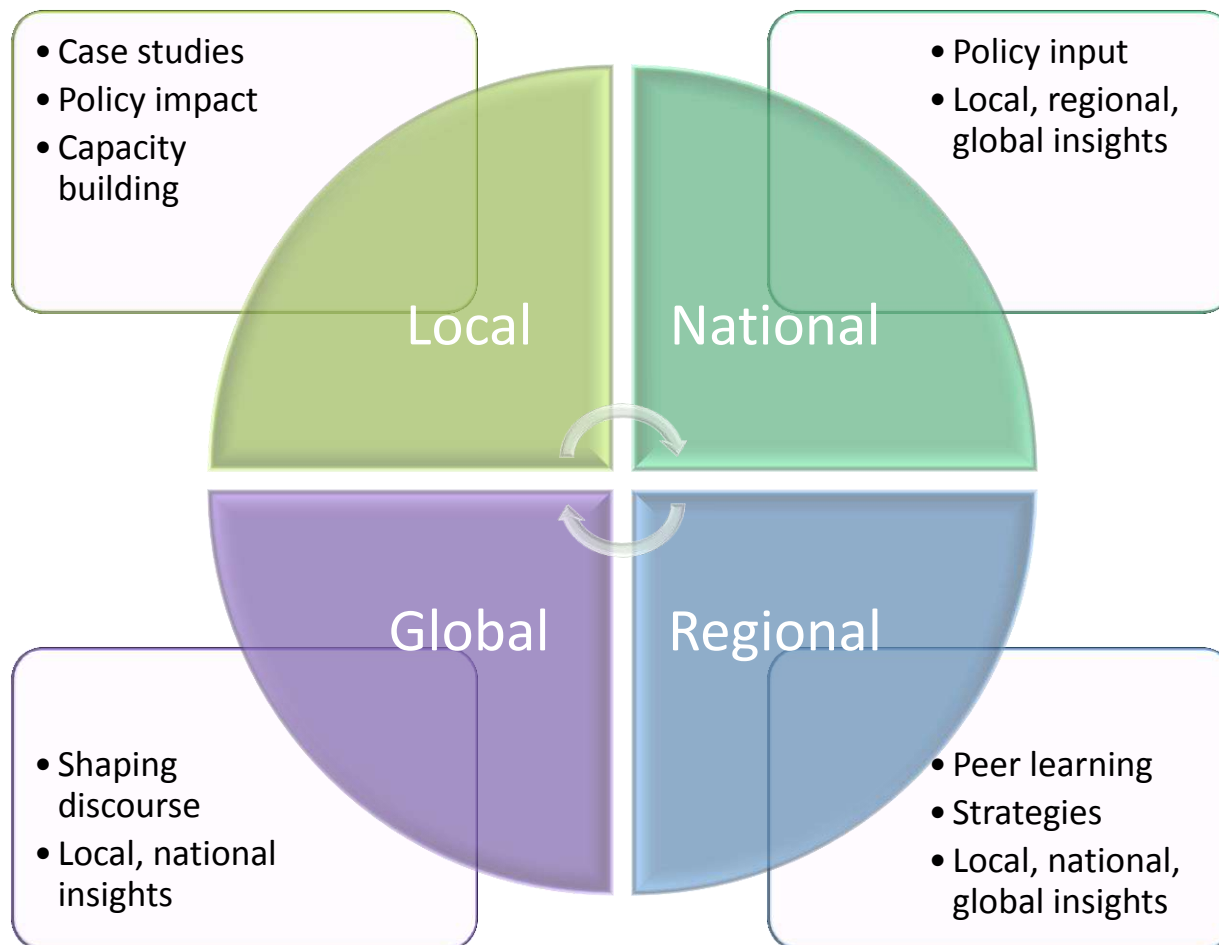 • Case studies
• Policy impact
• Capacity
building
• Policy input
• Local, regional,
global insights
Local
National
Global
Regional
• Shaping
discourse
• Local, national
insights
• Peer learning
• Strategies
• Local, national,
global insights